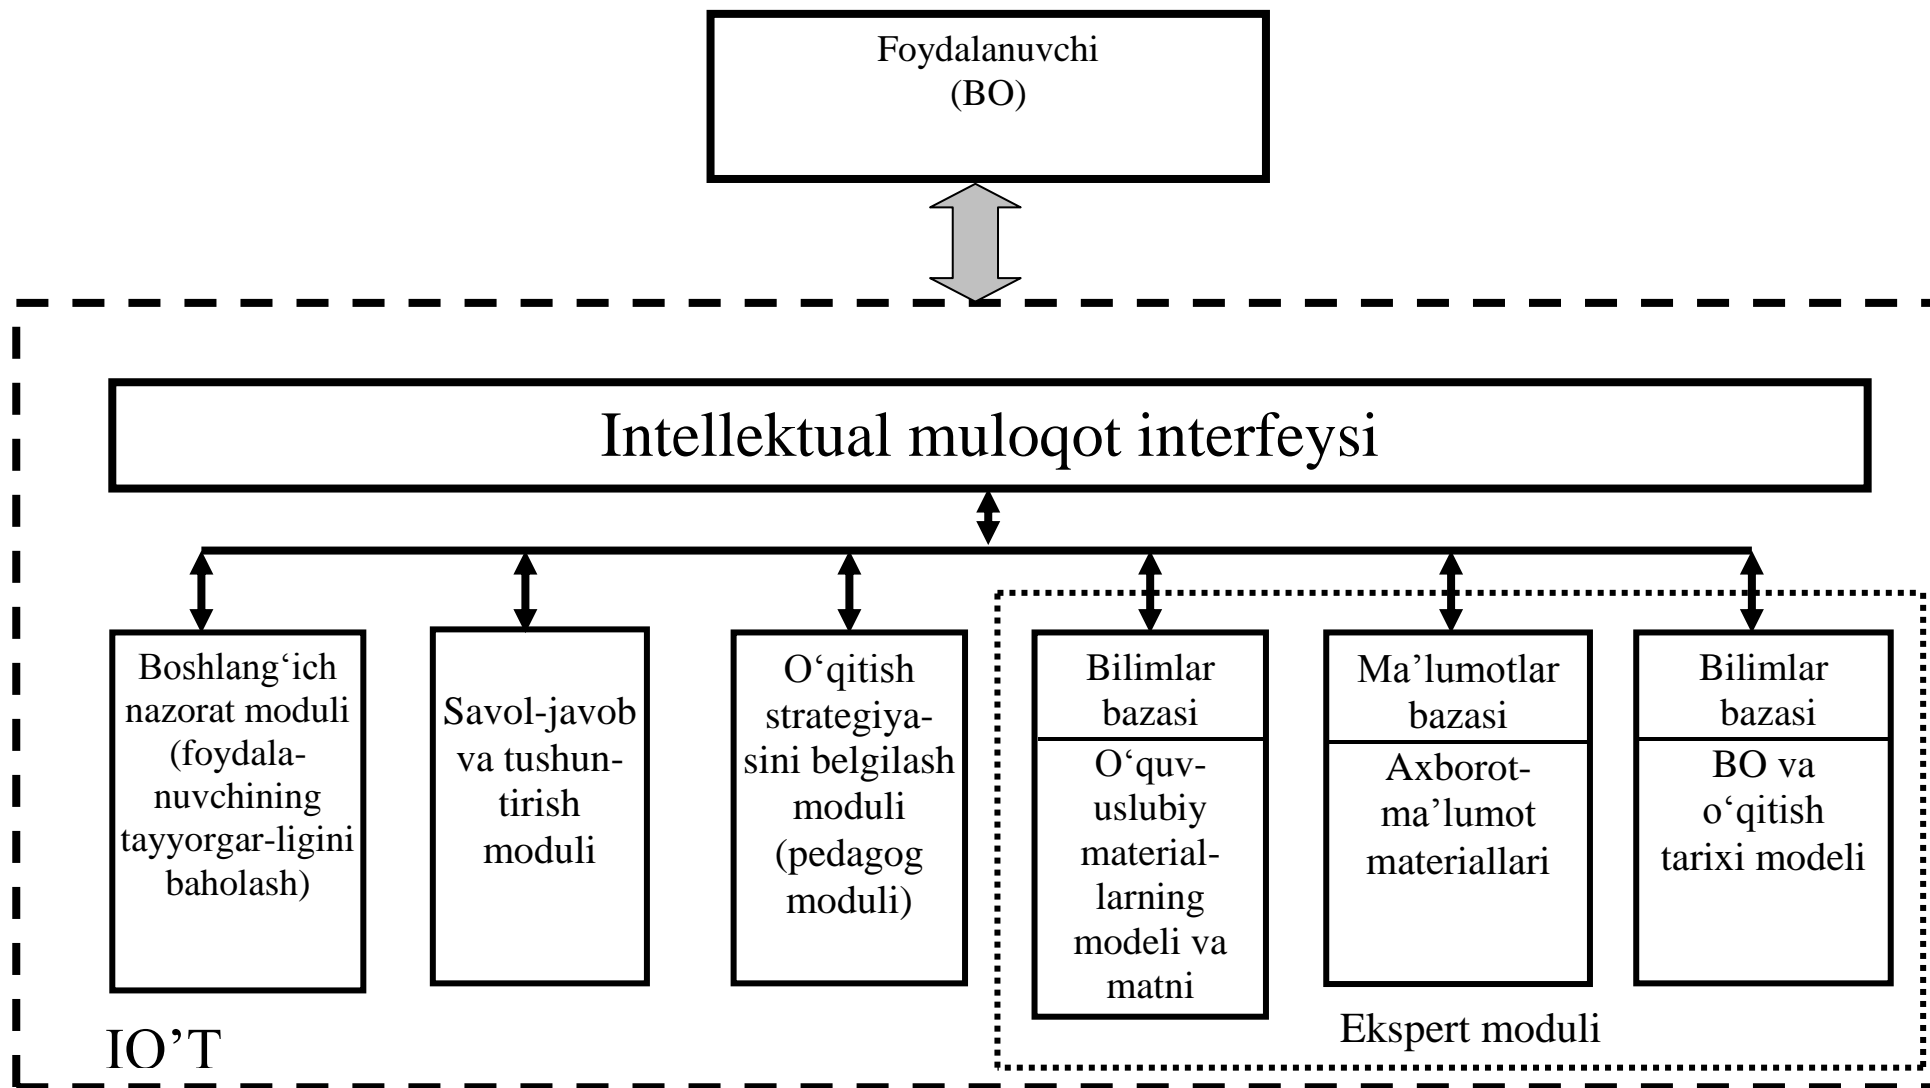 Foydalanuvchi
(BO)
Intellektual muloqot interfeysi
Boshlang‘ich
nazorat moduli
(foydala-
nuvchining
tayyorgar-ligini
baholash)
Savol-javob
va tushun-
tirish
moduli
O‘qitish
strategiya-
sini belgilash
moduli
(pedagog
moduli)
Bilimlar
bazasi
O‘quv-
uslubiy
material-
larning
modeli va
matni
Ma’lumotlar
bazasi
Axborot-
ma’lumot
materiallari
Bilimlar
bazasi
BO va
o‘qitish
tarixi modeli
Ekspert moduli
IO’T